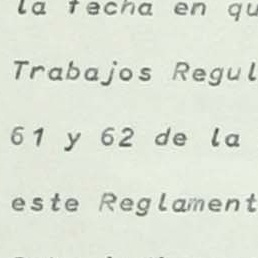 la fecha en qu
Trabajos Regul
61 y 62 de la
este Reglament